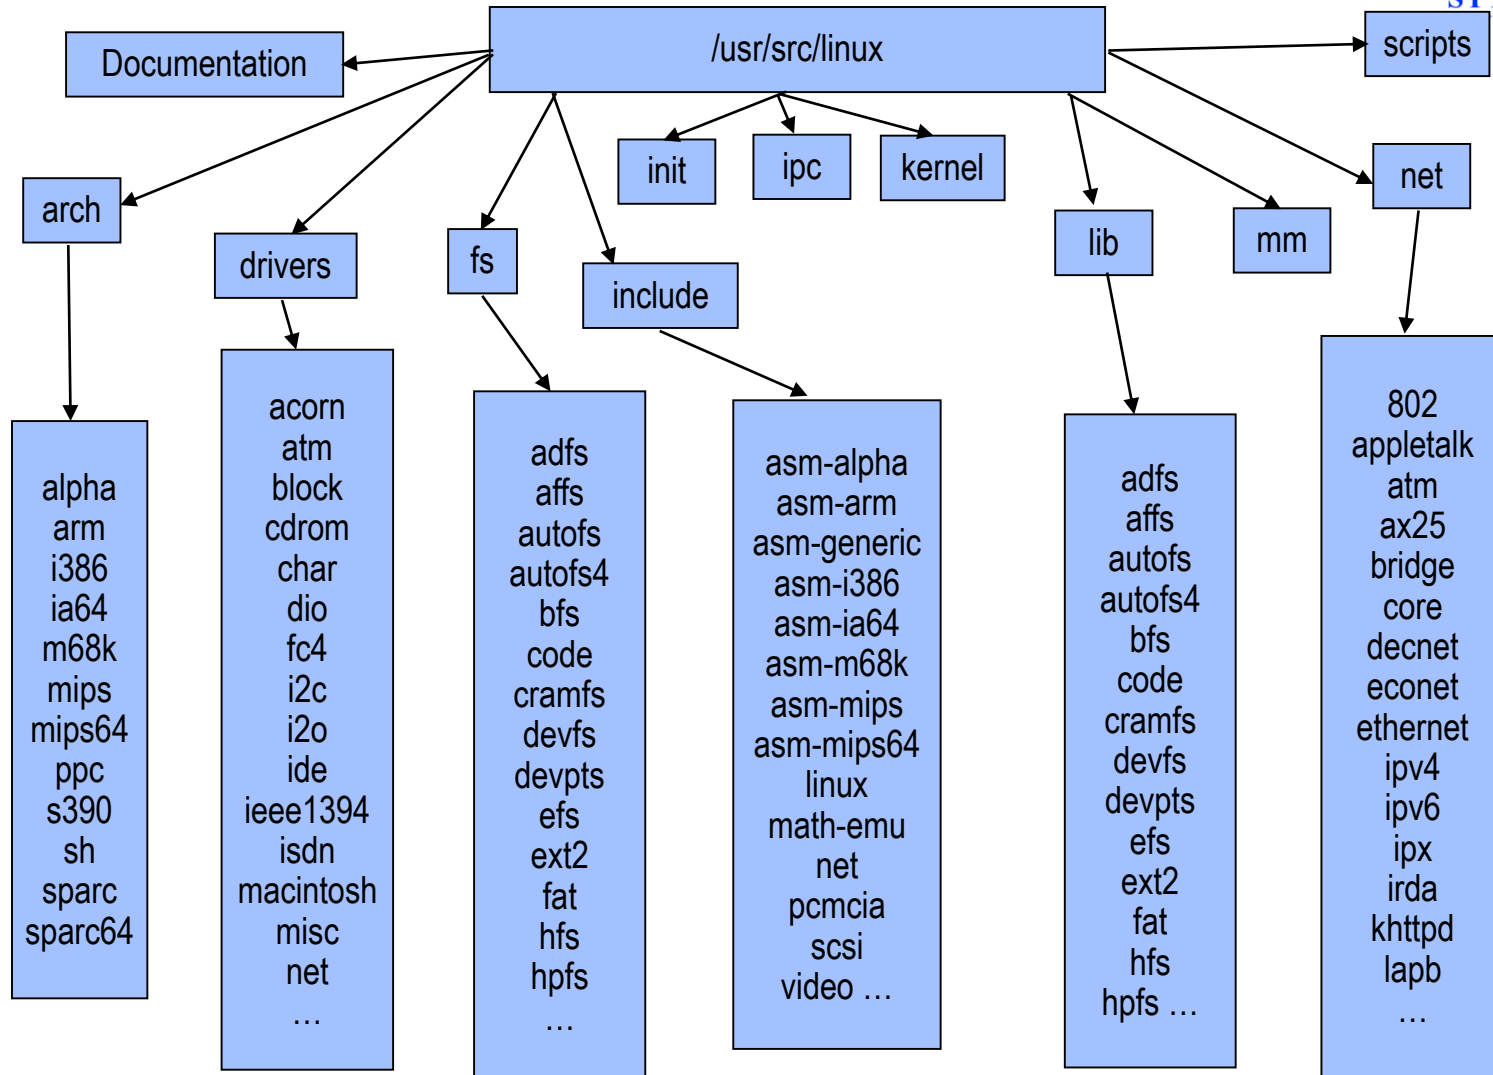 /usr/src/linux
Documentation
scripts
init
ipc
kernel
net
arch
drivers
fs
include
lib
mm
alpha
arm
i386
ia64
m68k
mips
mips64
ppc
s390
sh
sparc
sparc64
acorn
atm
block
cdrom
char
dio
fc4
i2c
i2o
ide
ieee1394
isdn
macintosh
misc
net
…
adfs
affs
autofs
autofs4
bfs
code
cramfs
devfs
devpts
efs
ext2
fat
hfs
hpfs
…
asm-alpha
asm-arm
asm-generic
asm-i386
asm-ia64
asm-m68k
asm-mips
asm-mips64
linux
math-emu
net
pcmcia
scsi
video …
adfs
affs
autofs
autofs4
bfs
code
cramfs
devfs
devpts
efs
ext2
fat
hfs
hpfs …
802
appletalk
atm
ax25
bridge
core
decnet
econet
ethernet
ipv4
ipv6
ipx
irda
khttpd
lapb
…